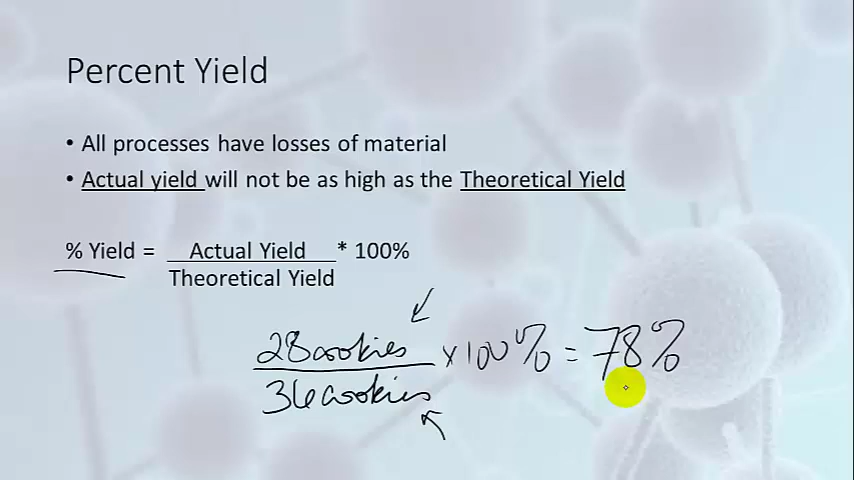 Percent Yield
• All processes have losses of material
• Actual yield will not be as high as the Theoretical Yield
% Yield = Actual Yield * 100%
Theoretical Yield
28 cookies x 100% = 78%
36 cookies